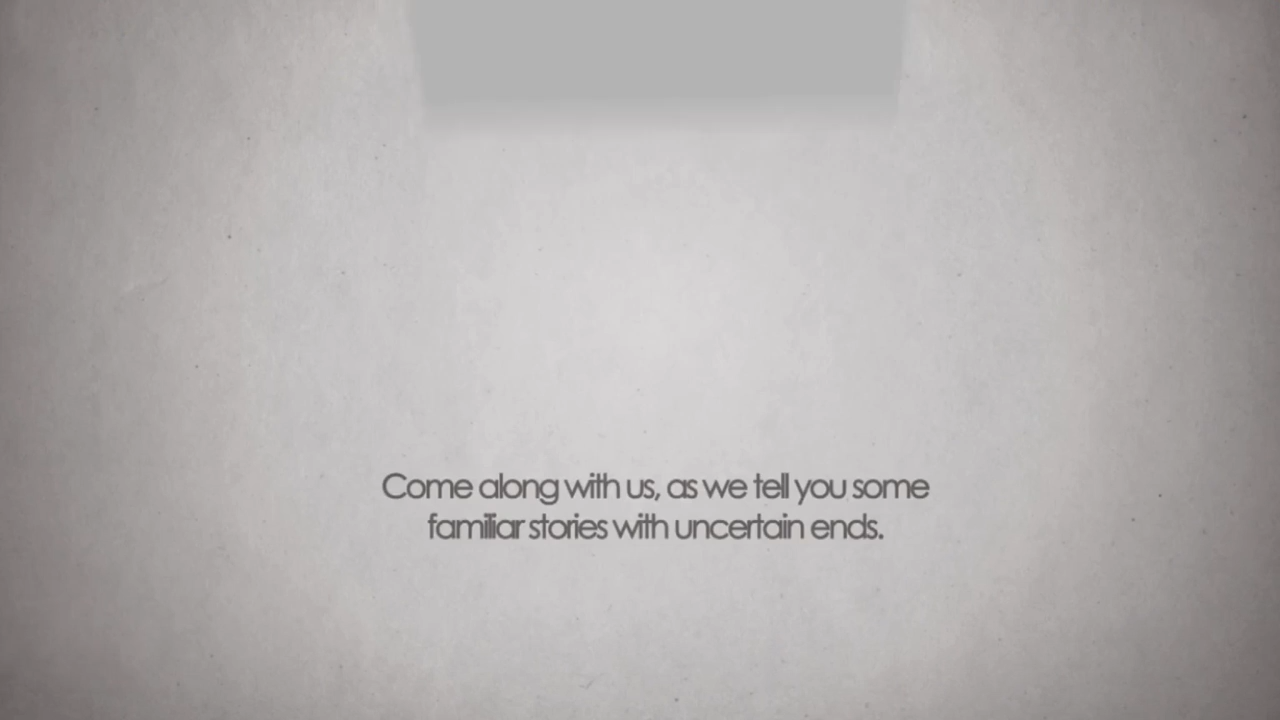 Come along with us, as we tell you some
familiar stories with uncertain ends.